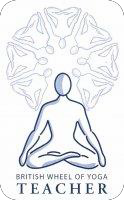 BRITISH WHEEL OF YOGA
TEACHER